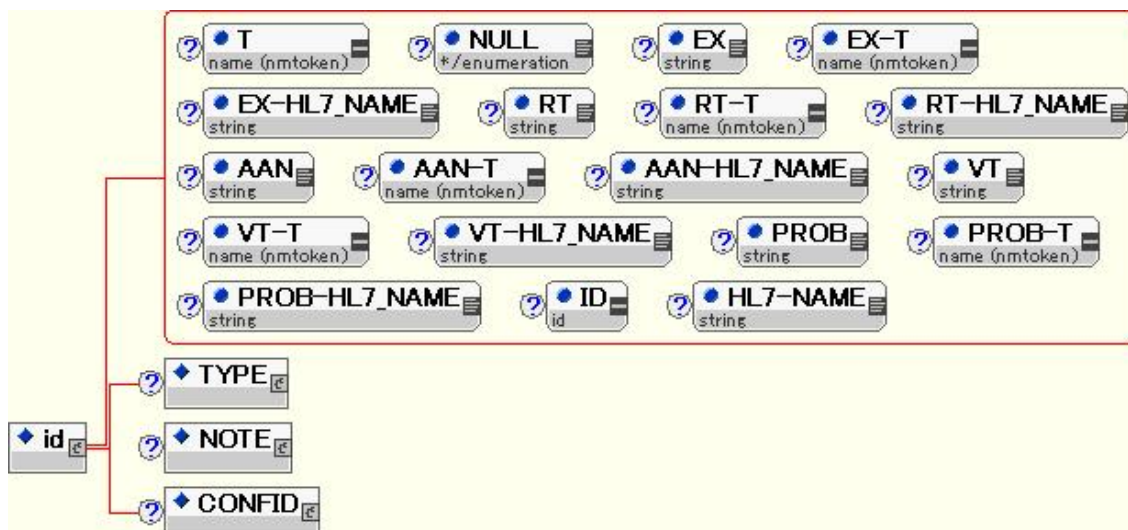 ? T ? NULL ? EX ? EX-T
name (nmtoken) */enumeration string name (nmtoken)
? EX-HL7_NAME ? RT ? RT-T ? RT-HL7_NAME
string string name (nmtoken) string
? AAN ? AAN-T ? AAN-HL7_NAME ? VT
string name (nmtoken) string string
? VT-T ? VT-HL7_NAME ? PROB ? PROB-T
name (nmtoken) string string name (nmtoken)
? PROB-HL7_NAME ? ID ? HL7-NAME
string id string
? TYPE
id ? NOTE
? CONFID